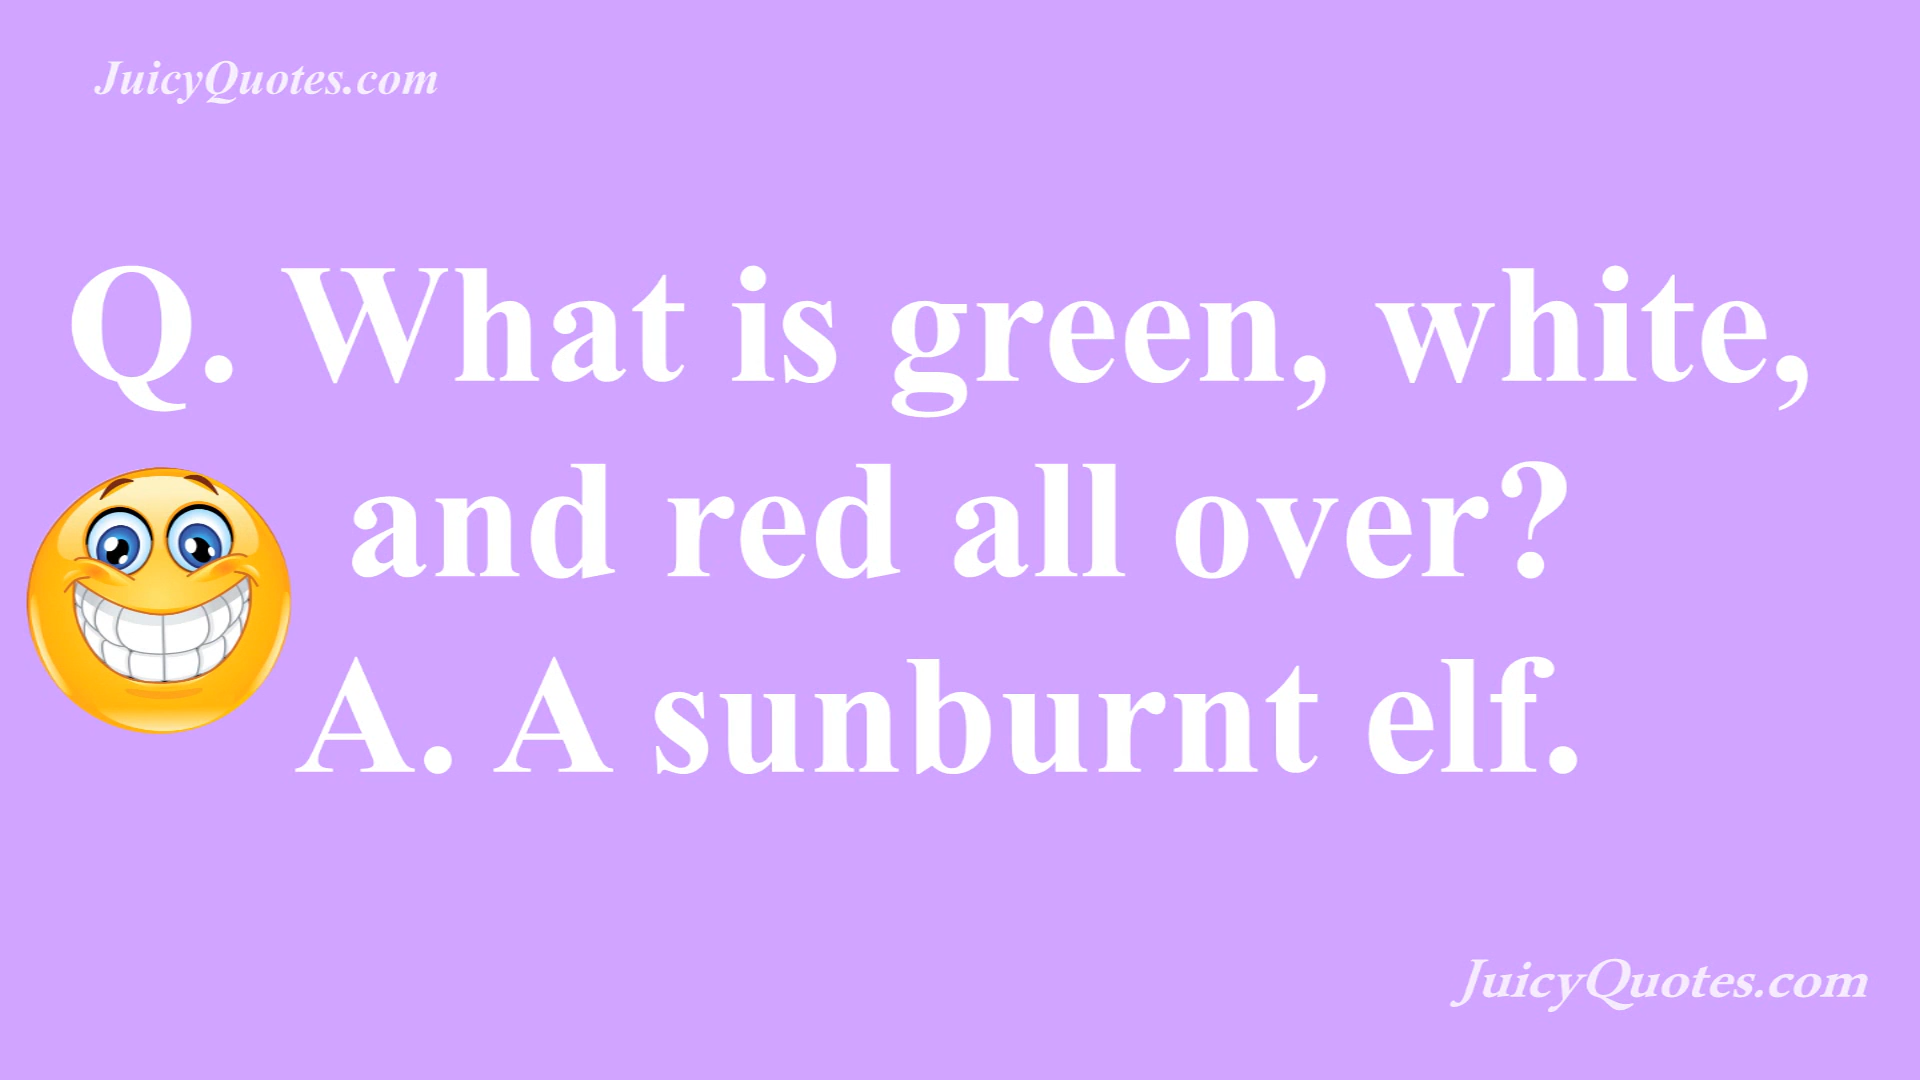 JuicyQuotes.com
Q. What is green, white,
and red all over?
A. A sunburnt elf.
JuicyQuotes.com